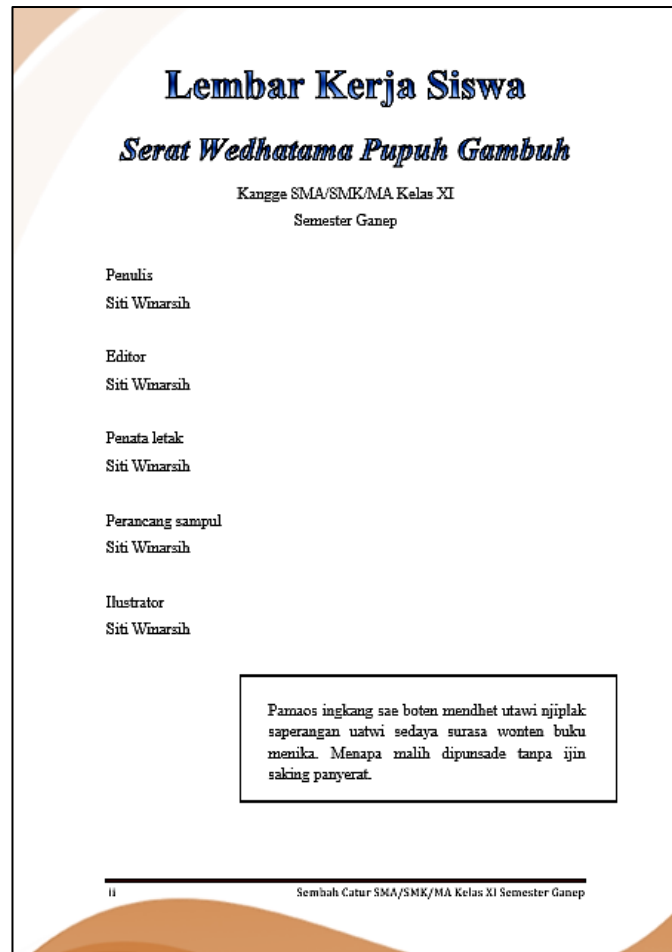 Lembar Kerja Siswa
Serat Wedhatama Pupuh Gambuh
Kangge SMA/SMK/MA Kelas XI
Semester Ganep
Penulis
Siti Winarsih
Editor
Siti Winarsih
Penata letak
Siti Winarsih
Perancang sampul
Siti Winarsih
Ilustrator
Siti Winarsih
Pamaos ingkang sae boten mendhet utawi njiplak
saperangan uatwi sedaya surasa wonten buku
menika. Menapa malih dipunsade tanpa ijin
saking panyerat.
ii Sembah Catur SMA/SMK/MA Kelas XI Semester Ganep